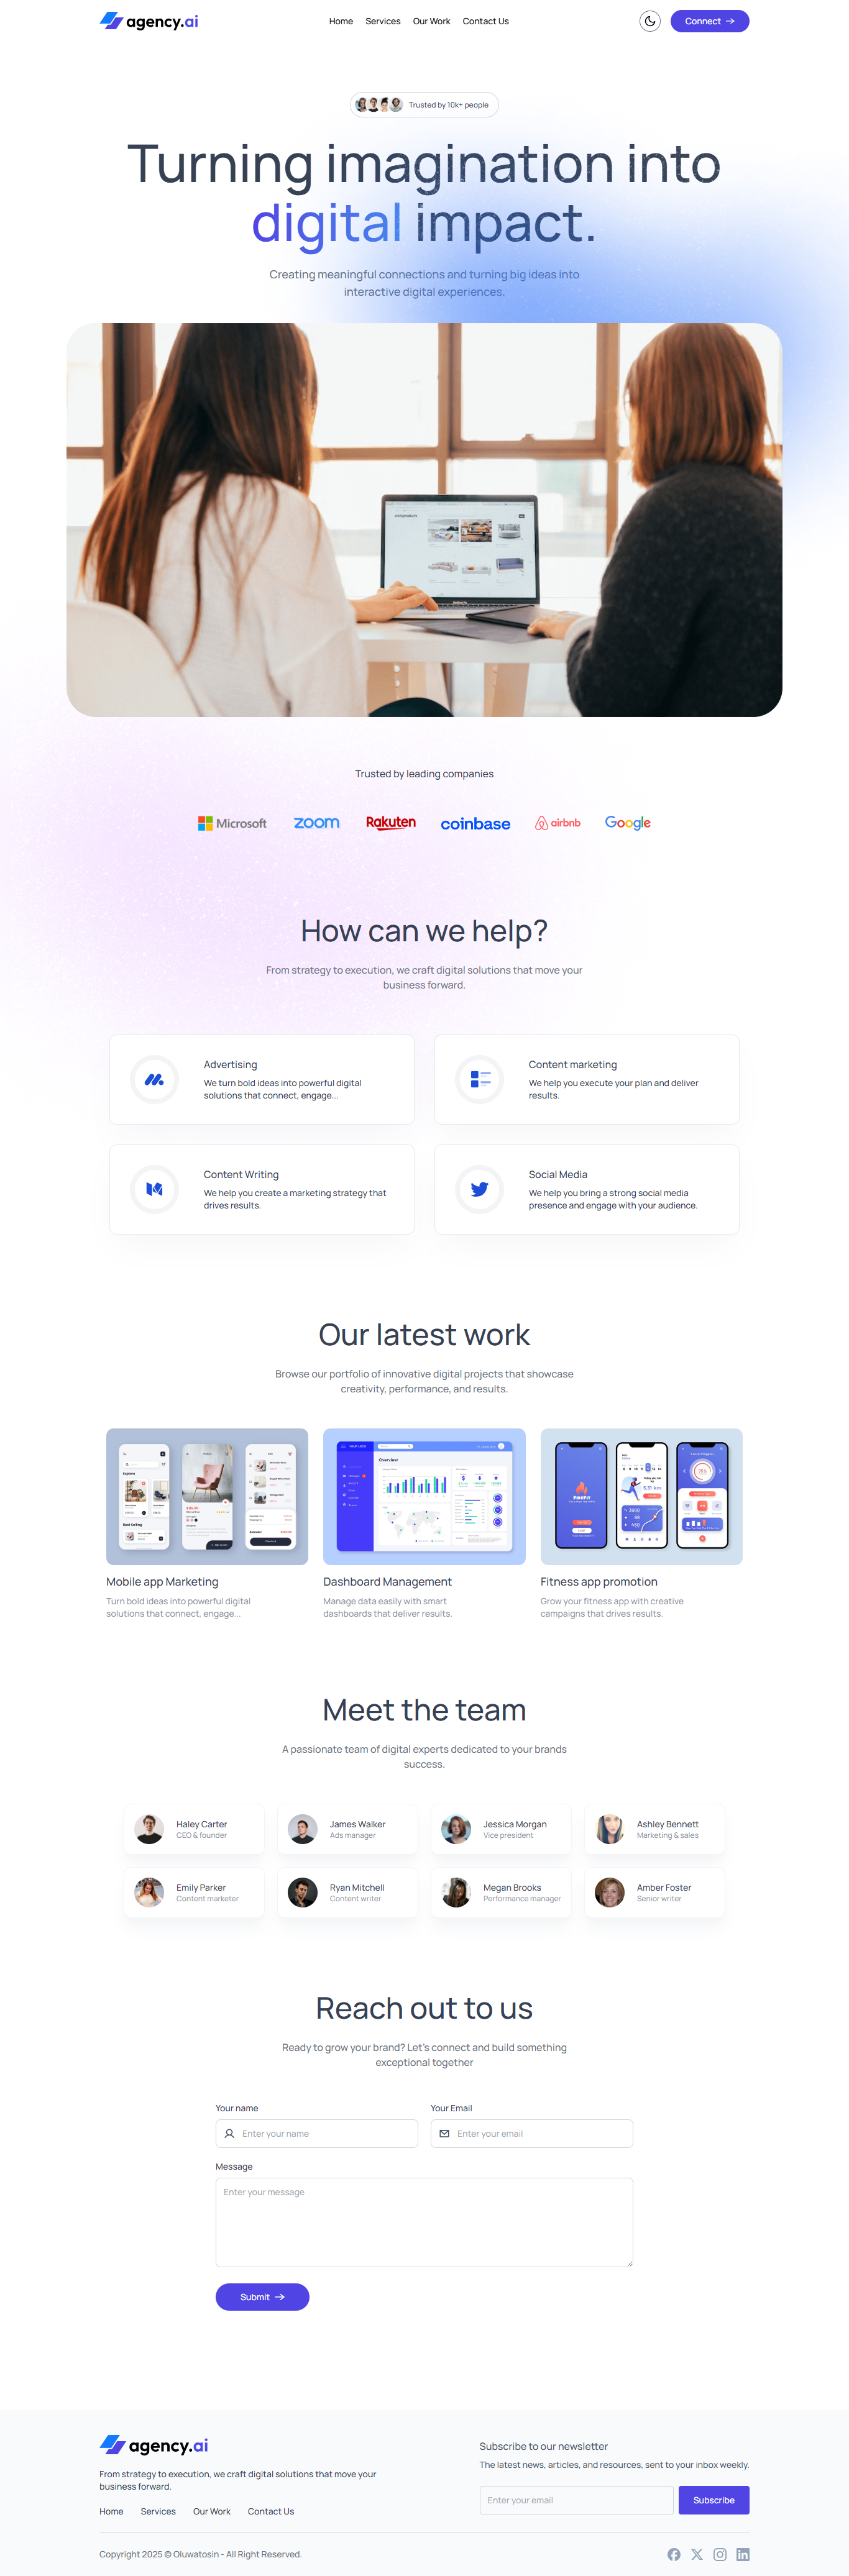 agency.ai
Home Services Our Work Contact Us
Connect
Trusted by 10k+ people
Turning imagination into
digital impact.
Creating meaningful connections and turning big ideas into
interactive digital experiences.
Trusted by leading companies
Microsoft zoom Rakuten coinbase airbnb Google
How can we help?
From strategy to execution, we craft digital solutions that move your
business forward.
Advertising
We turn bold ideas into powerful digital
solutions that connect, engage...
Content marketing
We help you execute your plan and deliver
results.
Content Writing
We help you create a marketing strategy that
drives results.
Social Media
We help you bring a strong social media
presence and engage with your audience.
Our latest work
Browse our portfolio of innovative digital projects that showcase
creativity, performance, and results.
Explore
Best Selling
Overview
FIREFIT
5.31 km
Mobile app Marketing
Turn bold ideas into powerful digital
solutions that connect, engage...
Dashboard Management
Manage data easily with smart
dashboards that deliver results.
Fitness app promotion
Grow your fitness app with creative
campaigns that drives results.
Meet the team
A passionate team of digital experts dedicated to your brands
success.
Haley Carter
CEO & founder
James Walker
Ads manager
Jessica Morgan
Vice president
Ashley Bennett
Marketing & sales
Emily Parker
Content marketer
Ryan Mitchell
Content writer
Megan Brooks
Performance manager
Amber Foster
Senior writer
Reach out to us
Ready to grow your brand? Let's connect and build something
exceptional together
Your name
Enter your name
Your Email
Enter your email
Message
Enter your message
Submit
agency.ai
From strategy to execution, we craft digital solutions that move your
business forward.
Home Services Our Work Contact Us
Subscribe to our newsletter
The latest news, articles, and resources, sent to your inbox weekly.
Enter your email
Subscribe
Copyright 2025 © Oluwatosin - All Right Reserved.